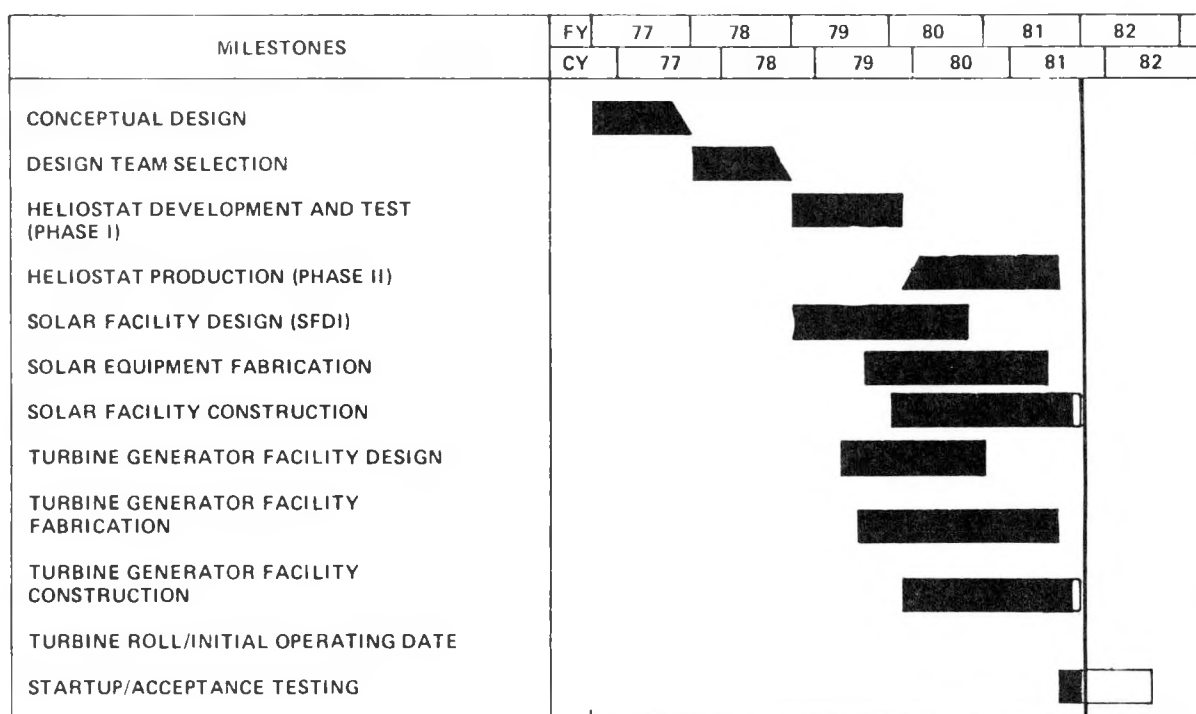 MILESTONES
FY 77 78 79 80 81 82
CY 77 78 79 80 81 82
CONCEPTUAL DESIGN
DESIGN TEAM SELECTION
HELIOSTAT DEVELOPMENT AND TEST
(PHASE I)
HELIOSTAT PRODUCTION (PHASE II)
SOLAR FACILITY DESIGN (SFDI)
SOLAR EQUIPMENT FABRICATION
SOLAR FACILITY CONSTRUCTION
TURBINE GENERATOR FACILITY DESIGN
TURBINE GENERATOR FACILITY
FABRICATION
TURBINE GENERATOR FACILITY
CONSTRUCTION
TURBINE ROLL/INITIAL OPERATING DATE
STARTUP/ACCEPTANCE TESTING